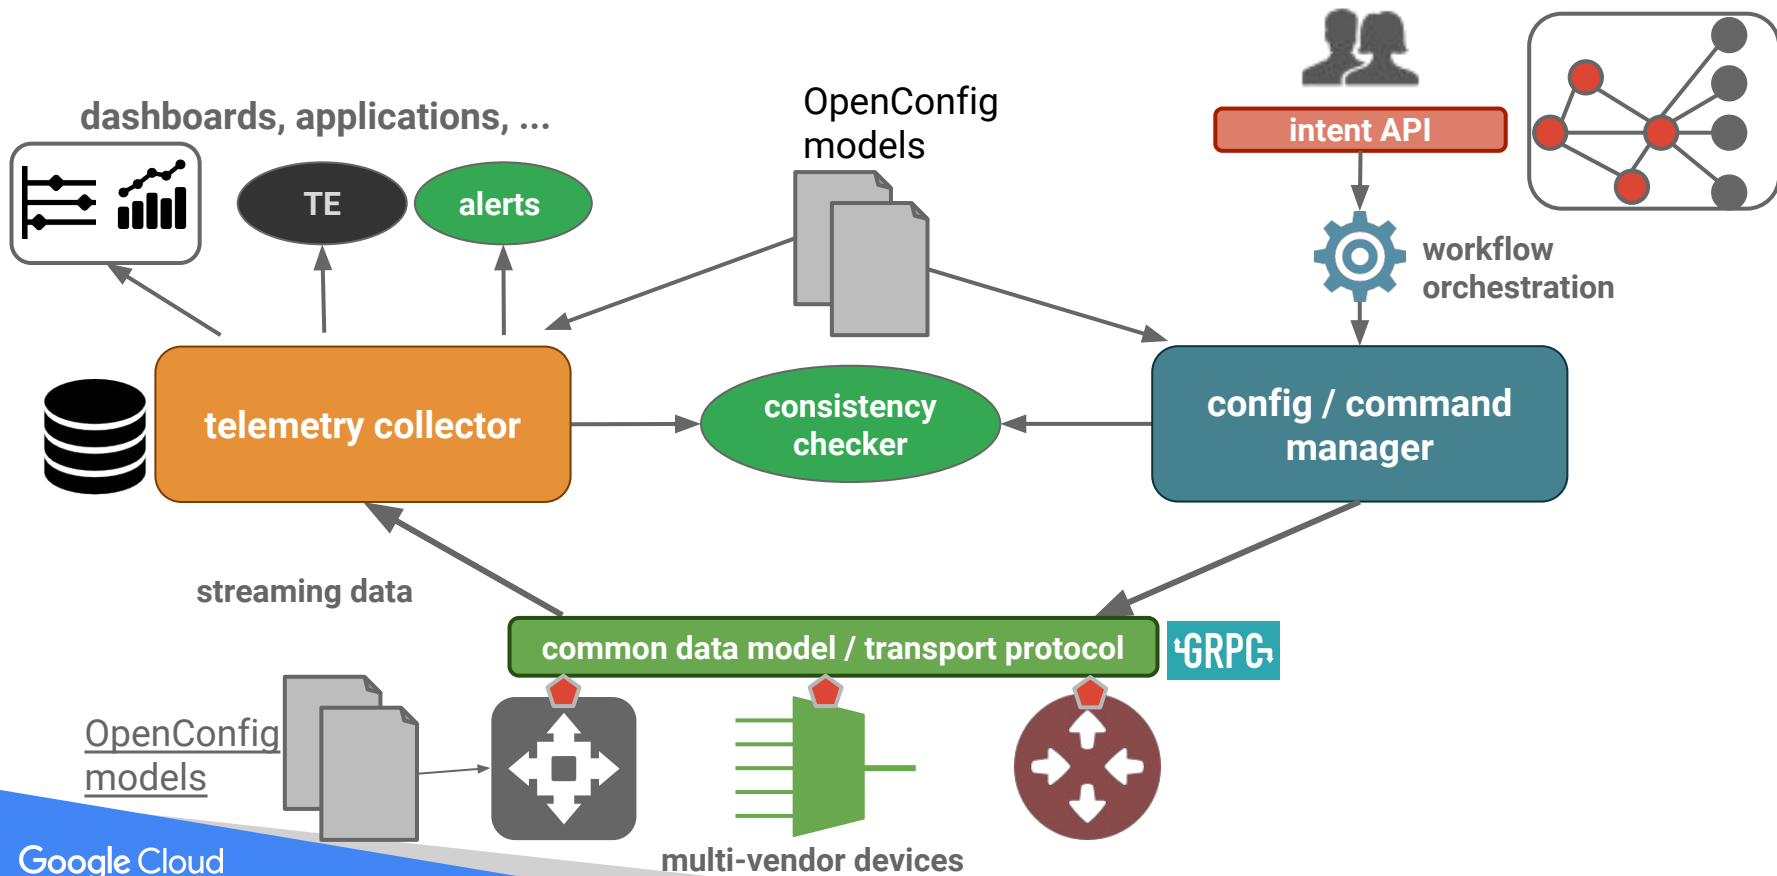 dashboards, applications, ...
TE
alerts
OpenConfig
models
intent API
workflow
orchestration
telemetry collector
consistency
checker
config / command
manager
streaming data
common data model / transport protocol
GRPC
OpenConfig
models
multi-vendor devices
Google Cloud